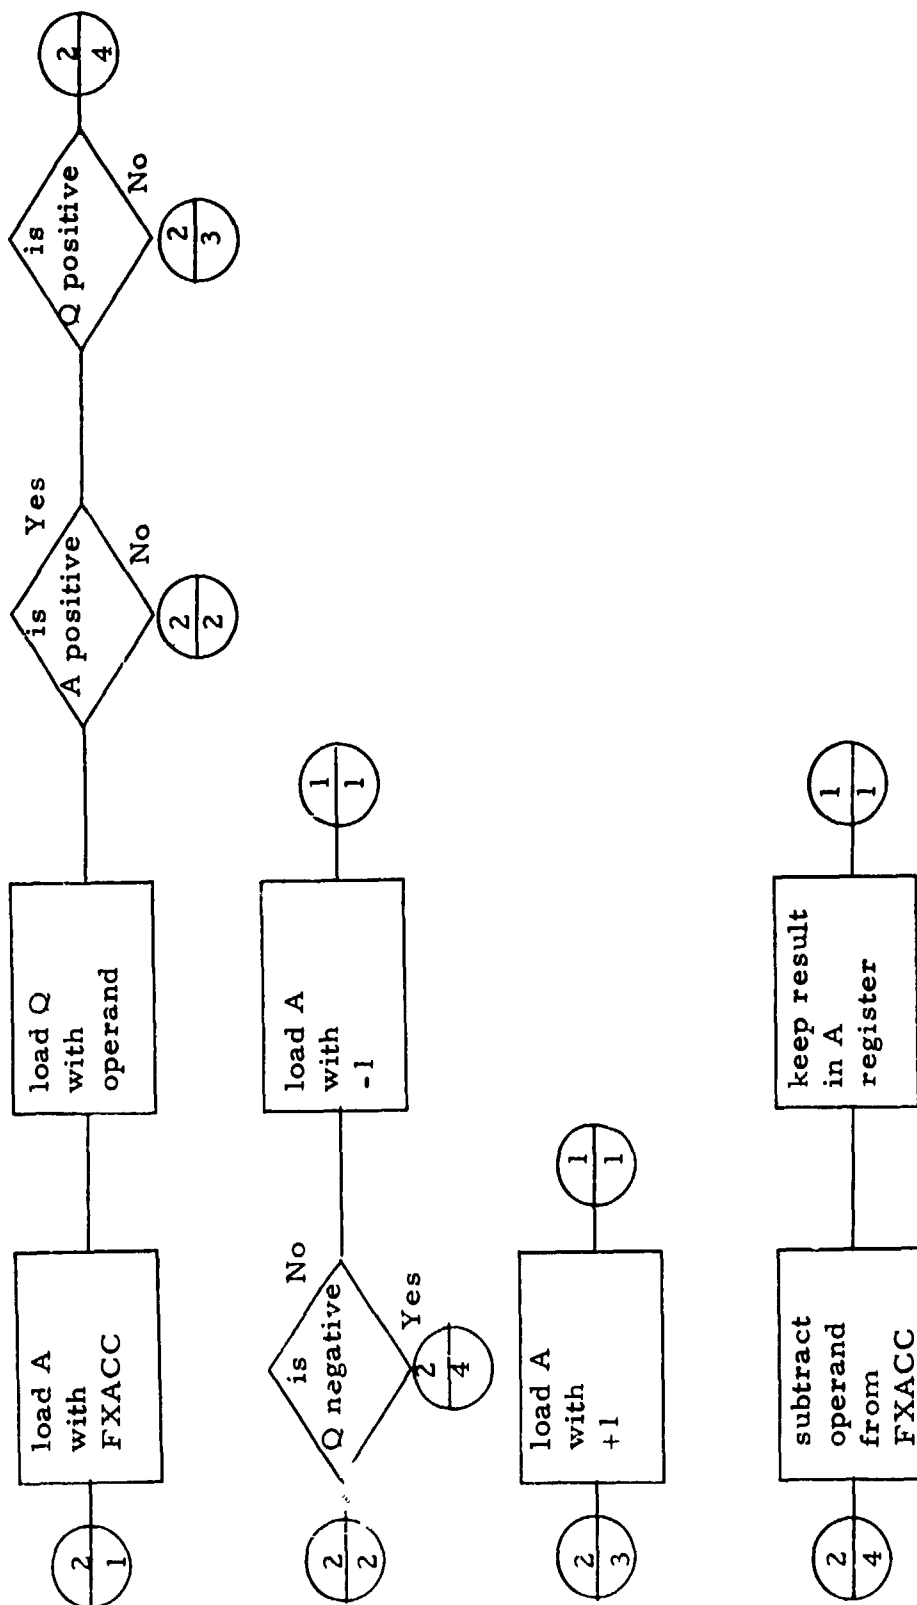 2
1
load A
with
FXACC
load Q
with
operand
is
A positive
Yes
No
2
2
is
Q positive
No
2
3
2
4
2
2
is
Q negative
No
Yes
2
4
load A
with
-1
1
1
2
3
load A
with
+1
1
1
2
4
subtract
operand
from
FXACC
keep result
in A
register
1
1